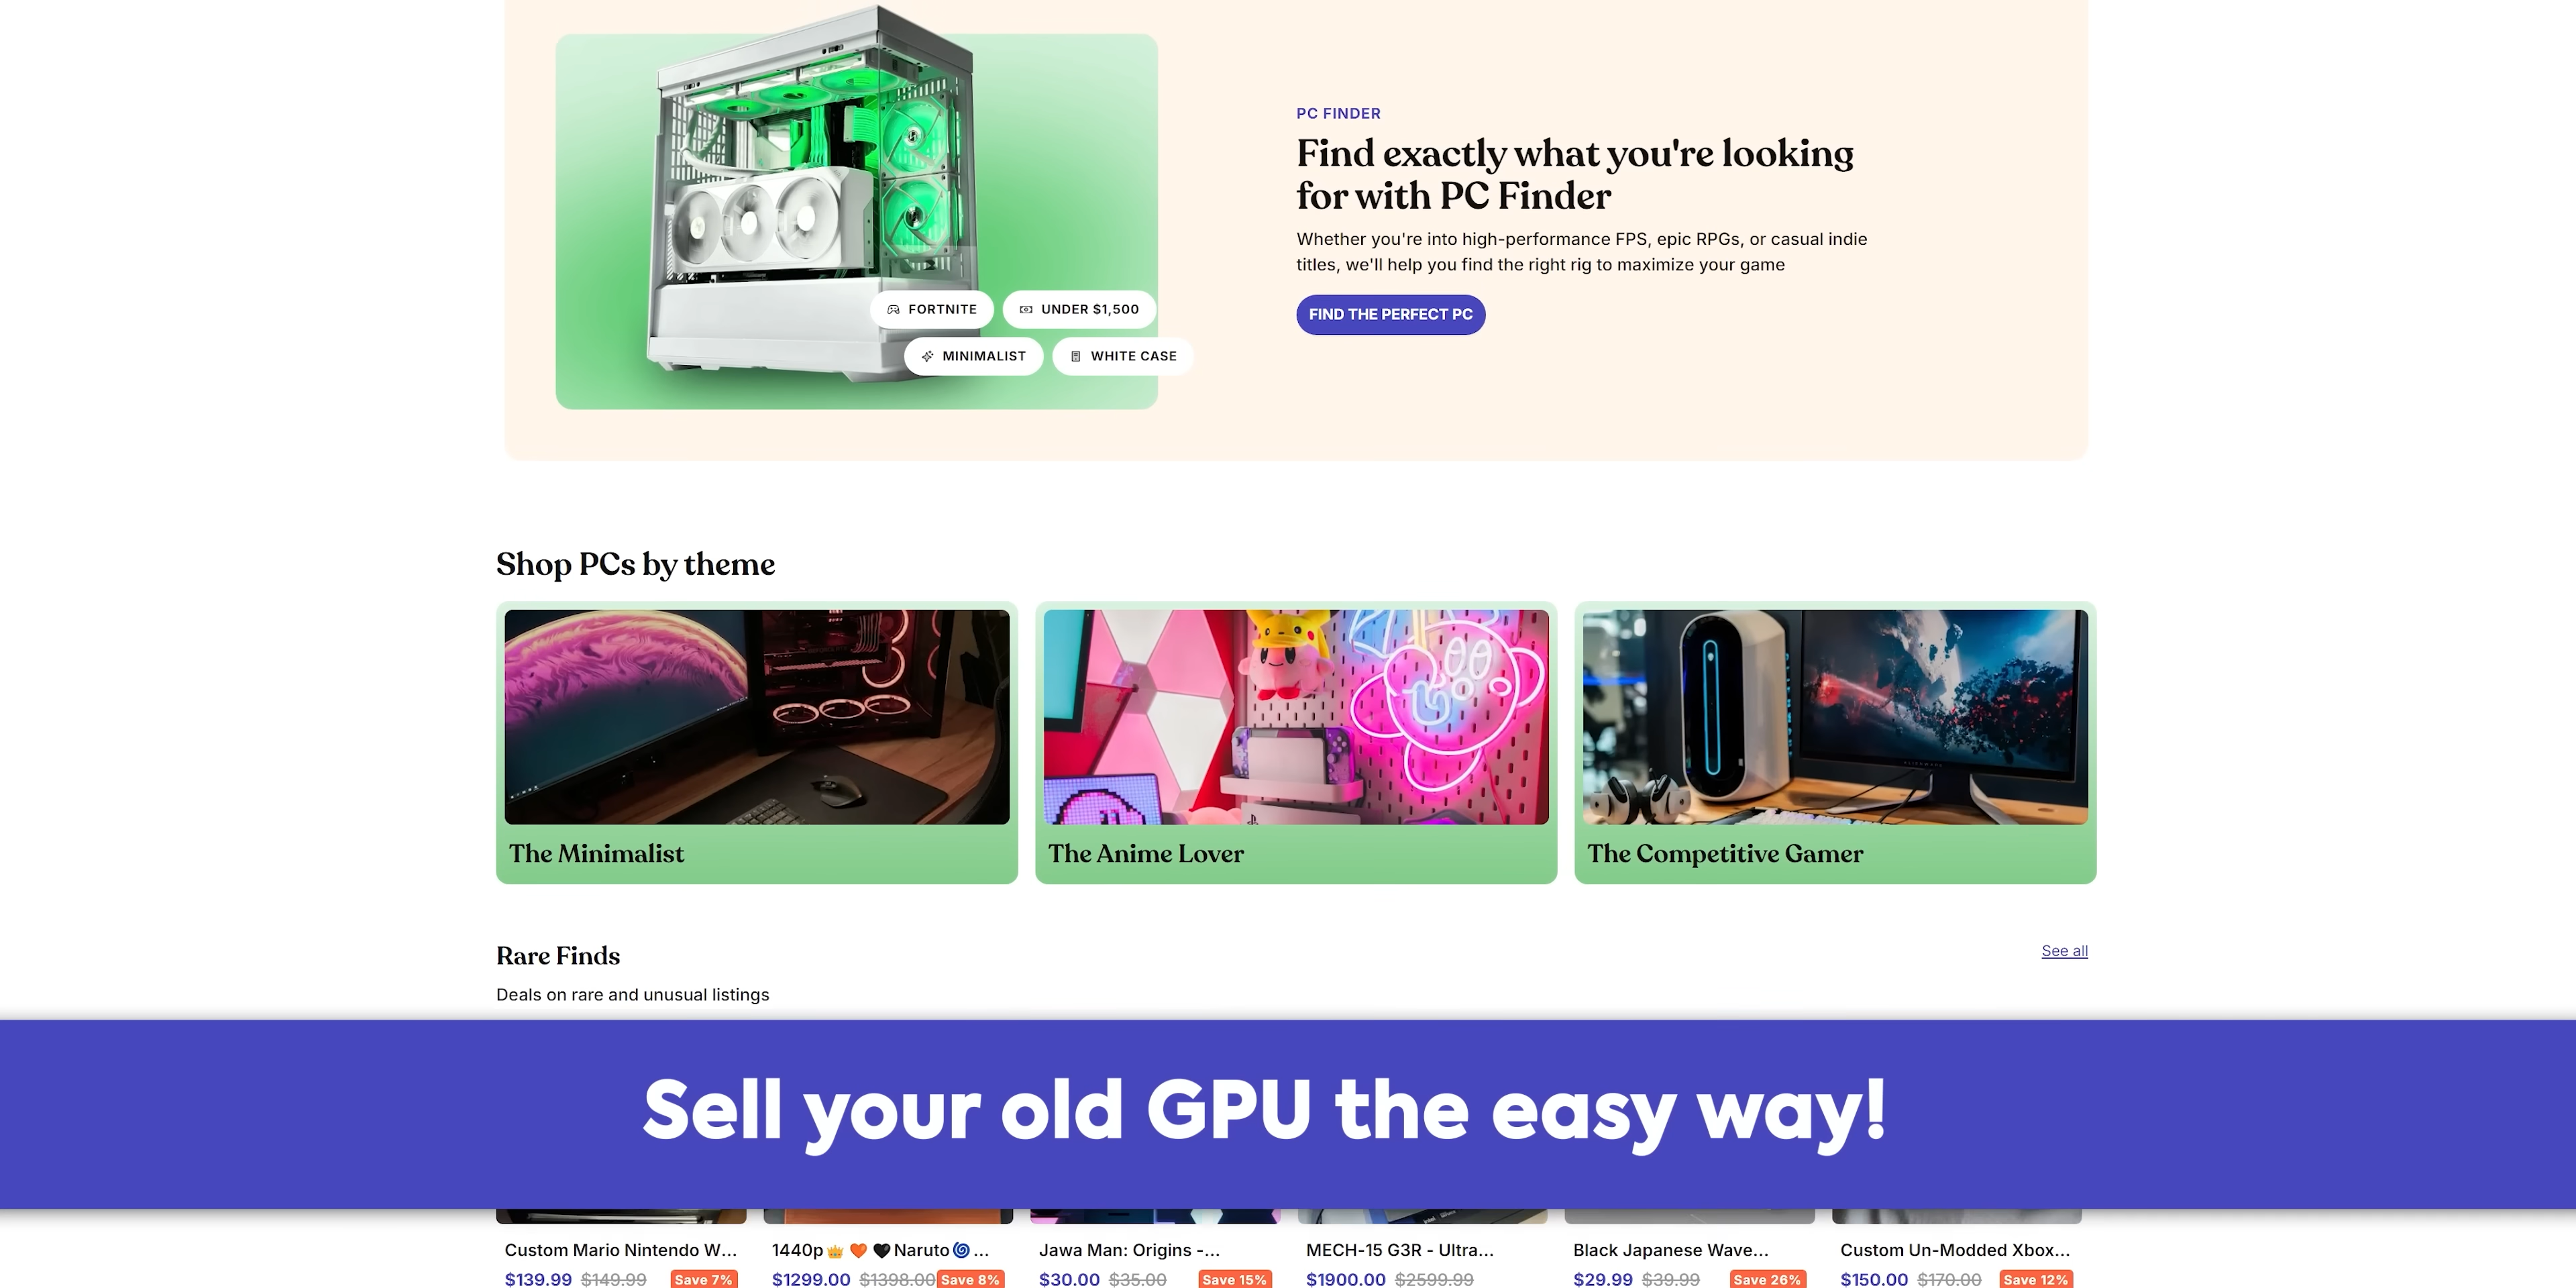 PC FINDER
Find exactly what you're looking
for with PC Finder
Whether you're into high-performance FPS, epic RPGs, or casual indie
titles, we'll help you find the right rig to maximize your game
FIND THE PERFECT PC
FORTNITE
UNDER $1,500
MINIMALIST
WHITE CASE
Shop PCs by theme
The Minimalist
The Anime Lover
The Competitive Gamer
Rare Finds
See all
Deals on rare and unusual listings
Sell your old GPU the easy way!
Custom Mario Nintendo W...
$139.99 $149.99 Save 7%
1440p👑 🧡 🖤Naruto🌀...
$1299.00 $1398.00 Save 8%
Jawa Man: Origins -...
$30.00 $35.00 Save 15%
MECH-15 G3R - Ultra...
$1900.00 $2599.99
Black Japanese Wave...
$29.99 $39.99 Save 26%
Custom Un-Modded Xbox...
$150.00 $170.00 Save 12%